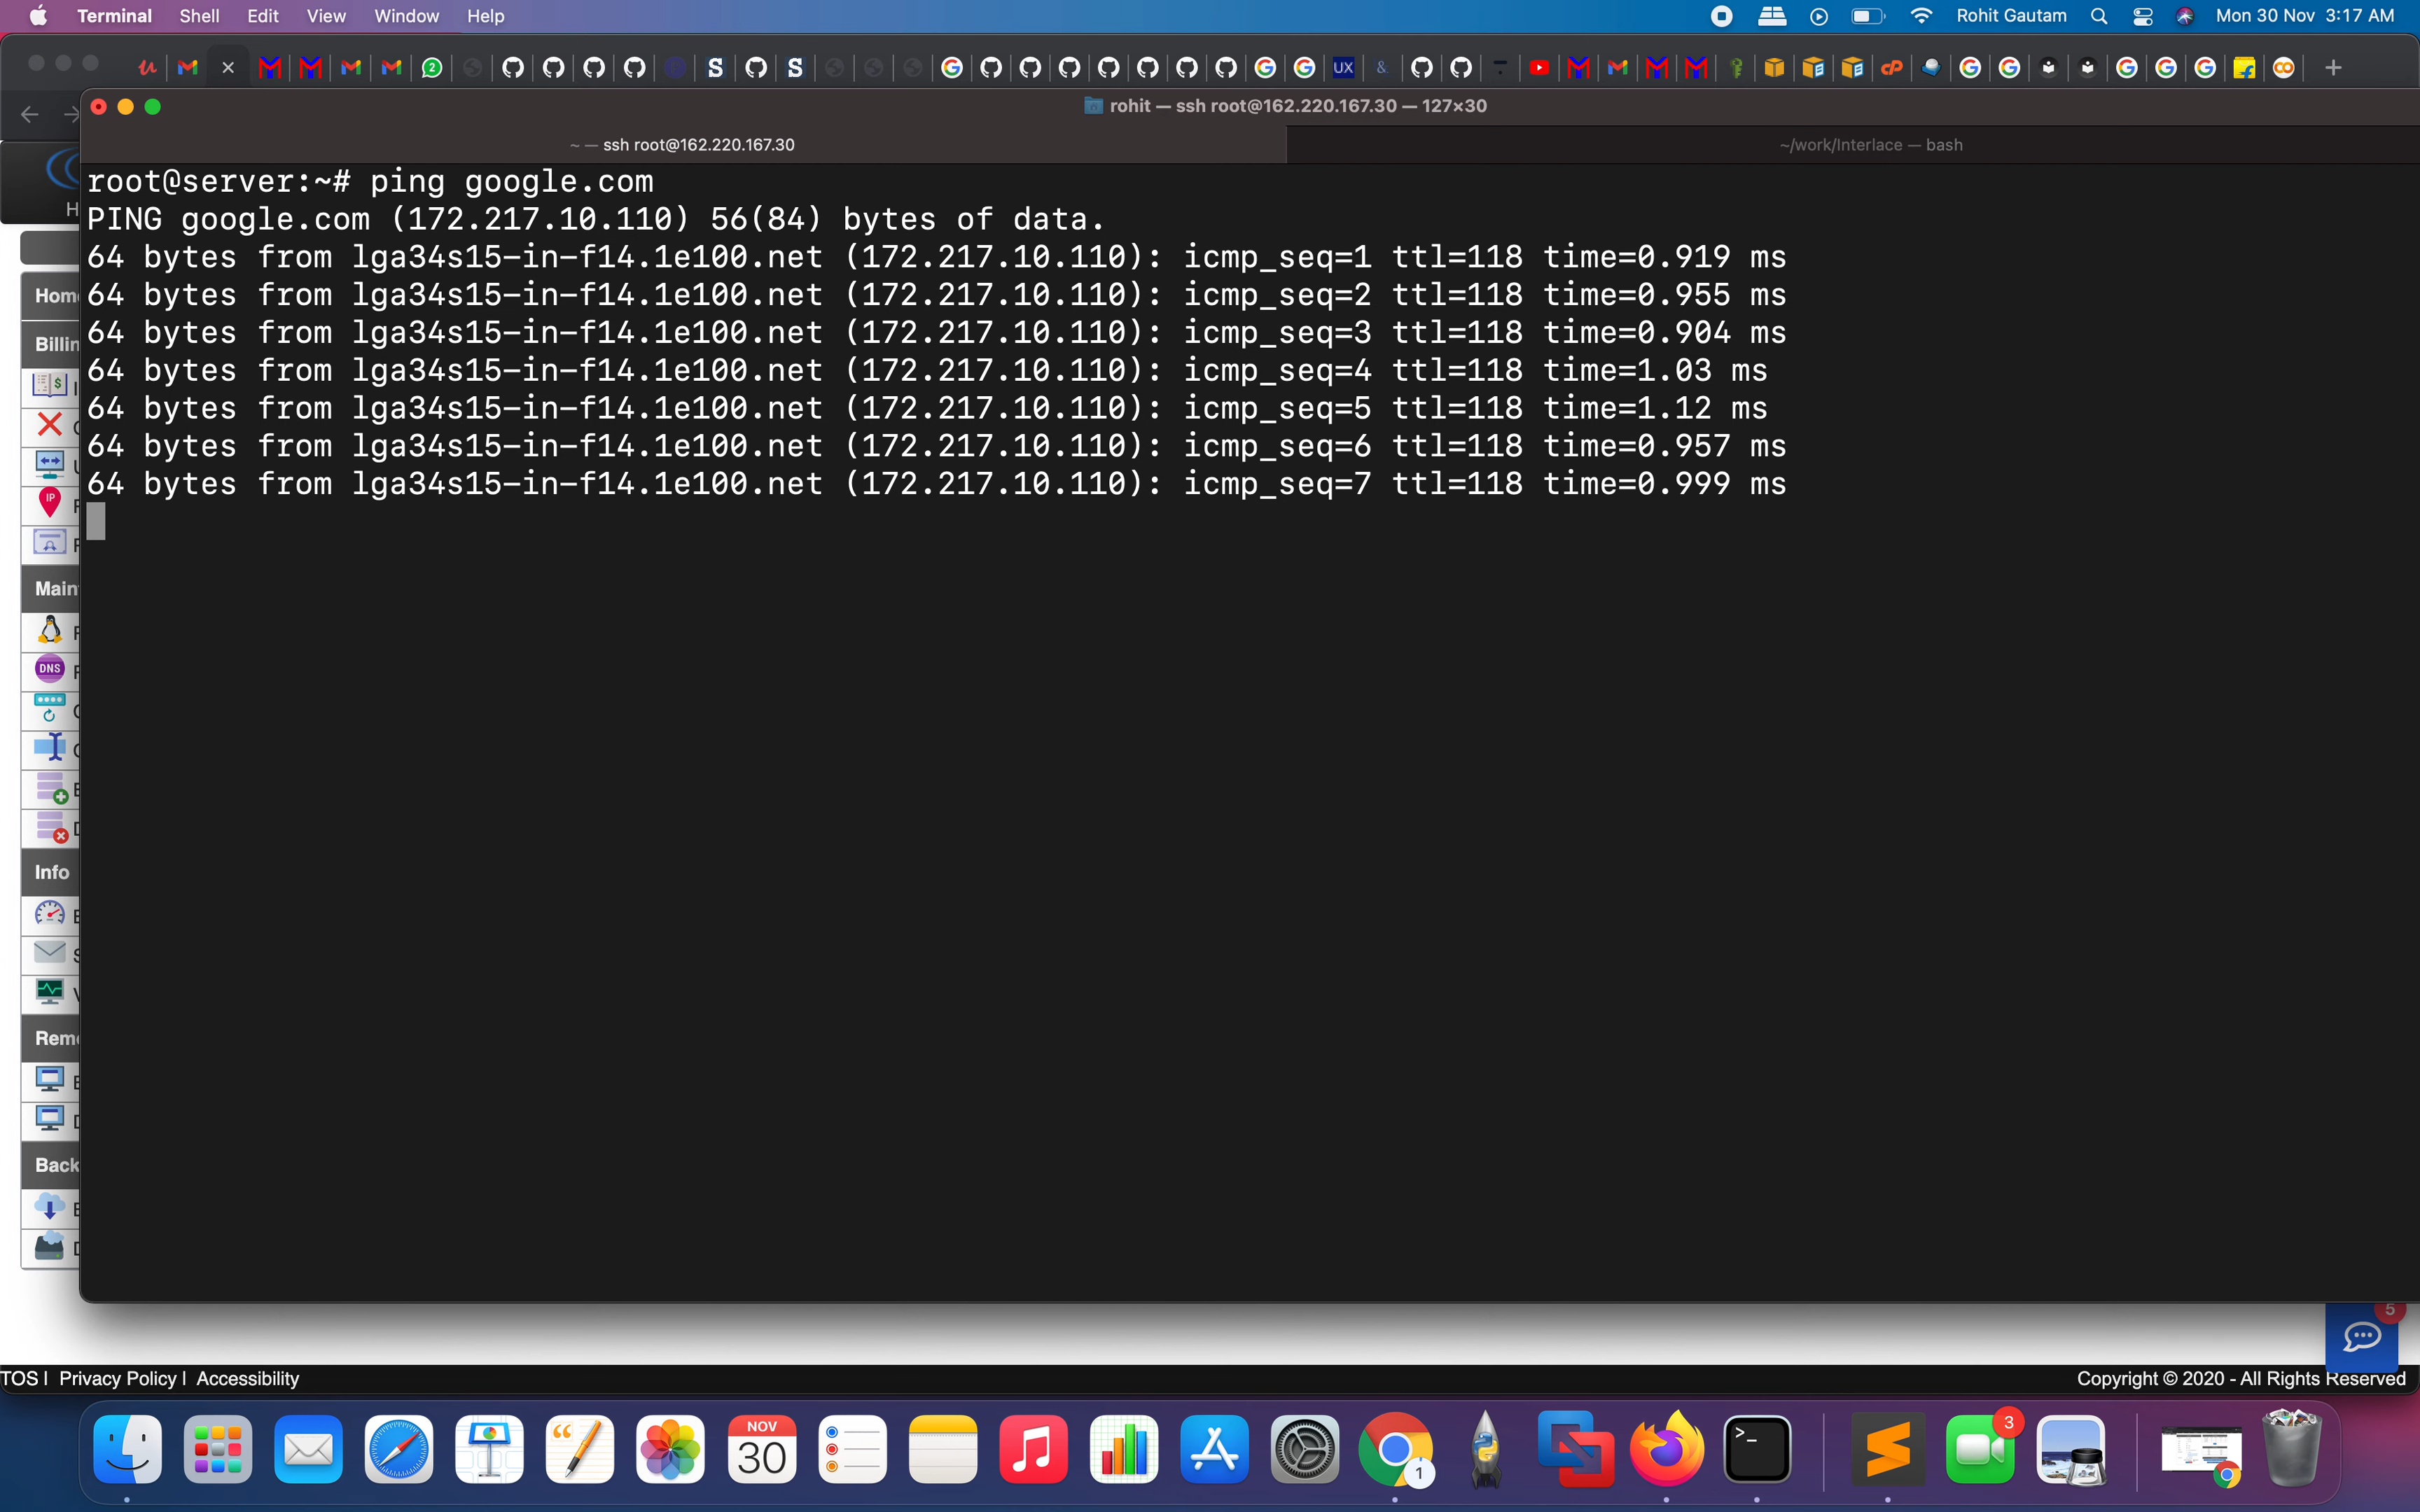 Terminal Shell Edit View Window Help Rohit Gautam Mon 30 Nov 3:17 AM
rohit — ssh root@162.220.167.30 — 127×30
~ — ssh root@162.220.167.30 ~/work/Interlace — bash
root@server:~# ping google.com
PING google.com (172.217.10.110) 56(84) bytes of data.
64 bytes from lga34s15-in-f14.1e100.net (172.217.10.110): icmp_seq=1 ttl=118 time=0.919 ms
64 bytes from lga34s15-in-f14.1e100.net (172.217.10.110): icmp_seq=2 ttl=118 time=0.955 ms
64 bytes from lga34s15-in-f14.1e100.net (172.217.10.110): icmp_seq=3 ttl=118 time=0.904 ms
64 bytes from lga34s15-in-f14.1e100.net (172.217.10.110): icmp_seq=4 ttl=118 time=1.03 ms
64 bytes from lga34s15-in-f14.1e100.net (172.217.10.110): icmp_seq=5 ttl=118 time=1.12 ms
64 bytes from lga34s15-in-f14.1e100.net (172.217.10.110): icmp_seq=6 ttl=118 time=0.957 ms
64 bytes from lga34s15-in-f14.1e100.net (172.217.10.110): icmp_seq=7 ttl=118 time=0.999 ms
IP
DNS
Info
5
TOS | Privacy Policy | Accessibility Copyright © 2020 - All Rights Reserved
NOV
30
1
3